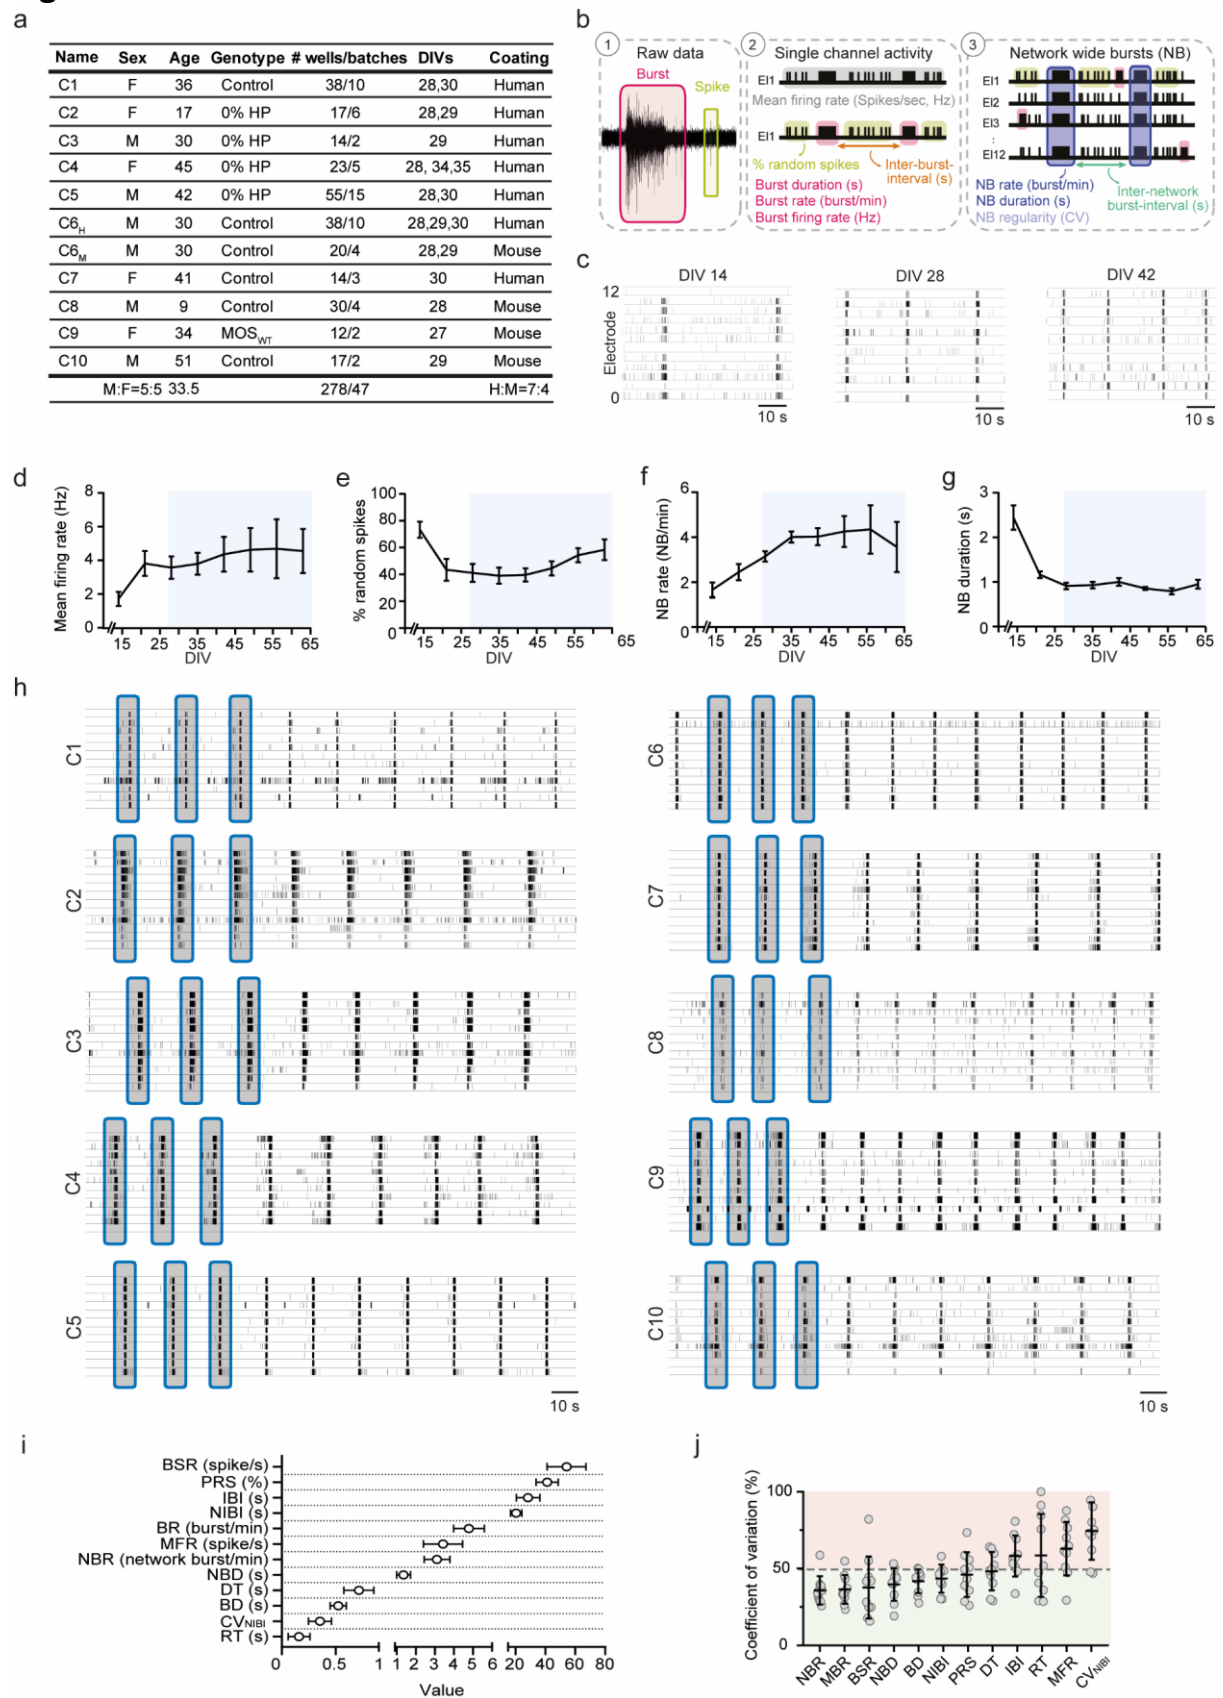 a
Name Sex Age Genotype # wells/batches DIVs Coating
C1 F 36 Control 38/10 28,30 Human
C2 F 17 0% HP 17/6 28,29 Human
C3 M 30 0% HP 14/2 29 Human
C4 F 45 0% HP 23/5 28, 34,35 Human
C5 M 42 0% HP 55/15 28,30 Human
C6H M 30 Control 38/10 28,29,30 Human
C6M M 30 Control 20/4 28,29 Mouse
C7 F 41 Control 14/3 30 Human
C8 M 9 Control 30/4 28 Mouse
C9 F 34 MOSWT 12/2 27 Mouse
C10 M 51 Control 17/2 29 Mouse
M:F=5:5 33.5 278/47 H:M=7:4
b
1 Raw data
Burst
Spike
2 Single channel activity
El1
Mean firing rate (Spikes/sec, Hz)
El1
% random spikes
Inter-burst-
interval (s)
Burst duration (s)
Burst rate (burst/min)
Burst firing rate (Hz)
3 Network wide bursts (NB)
El1
El2
El3
:
El12
NB rate (burst/min)
NB duration (s)
NB regularity (CV)
Inter-network
burst-interval (s)
c
DIV 14 DIV 28 DIV 42
12
Electrode
0
10 s 10 s 10 s
d
Mean firing rate (Hz)
8
6
4
2
0
15 25 35 45 55 65
DIV
e
% random spikes
100
80
60
40
20
0
15 25 35 45 55 65
DIV
f
NB rate (NB/min)
6
4
2
0
15 25 35 45 55 65
DIV
g
NB duration (s)
3
2
1
0
15 25 35 45 55 65
DIV
h
C1
C2
C3
C4
C5
10 s
C6
C7
C8
C9
C10
10 s
i
BSR (spike/s)
PRS (%)
IBI (s)
NIBI (s)
BR (burst/min)
MFR (spike/s)
NBR (network burst/min)
NBD (s)
DT (s)
BD (s)
CVNIBI
RT (s)
0 0.5 1 1 2 3 4 5 6 20 40 60 80
Value
j
Coefficient of variation (%)
100
50
0
NBR MBR BSR NBD BD NIBI PRS DT IBI RT MFR CVNIBI